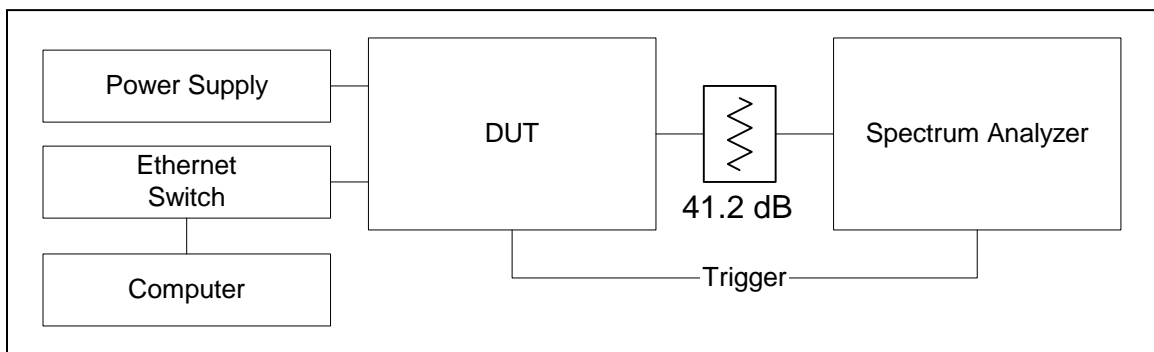 Power Supply
Ethernet
Switch
Computer
DUT
41.2 dB
Spectrum Analyzer
Trigger